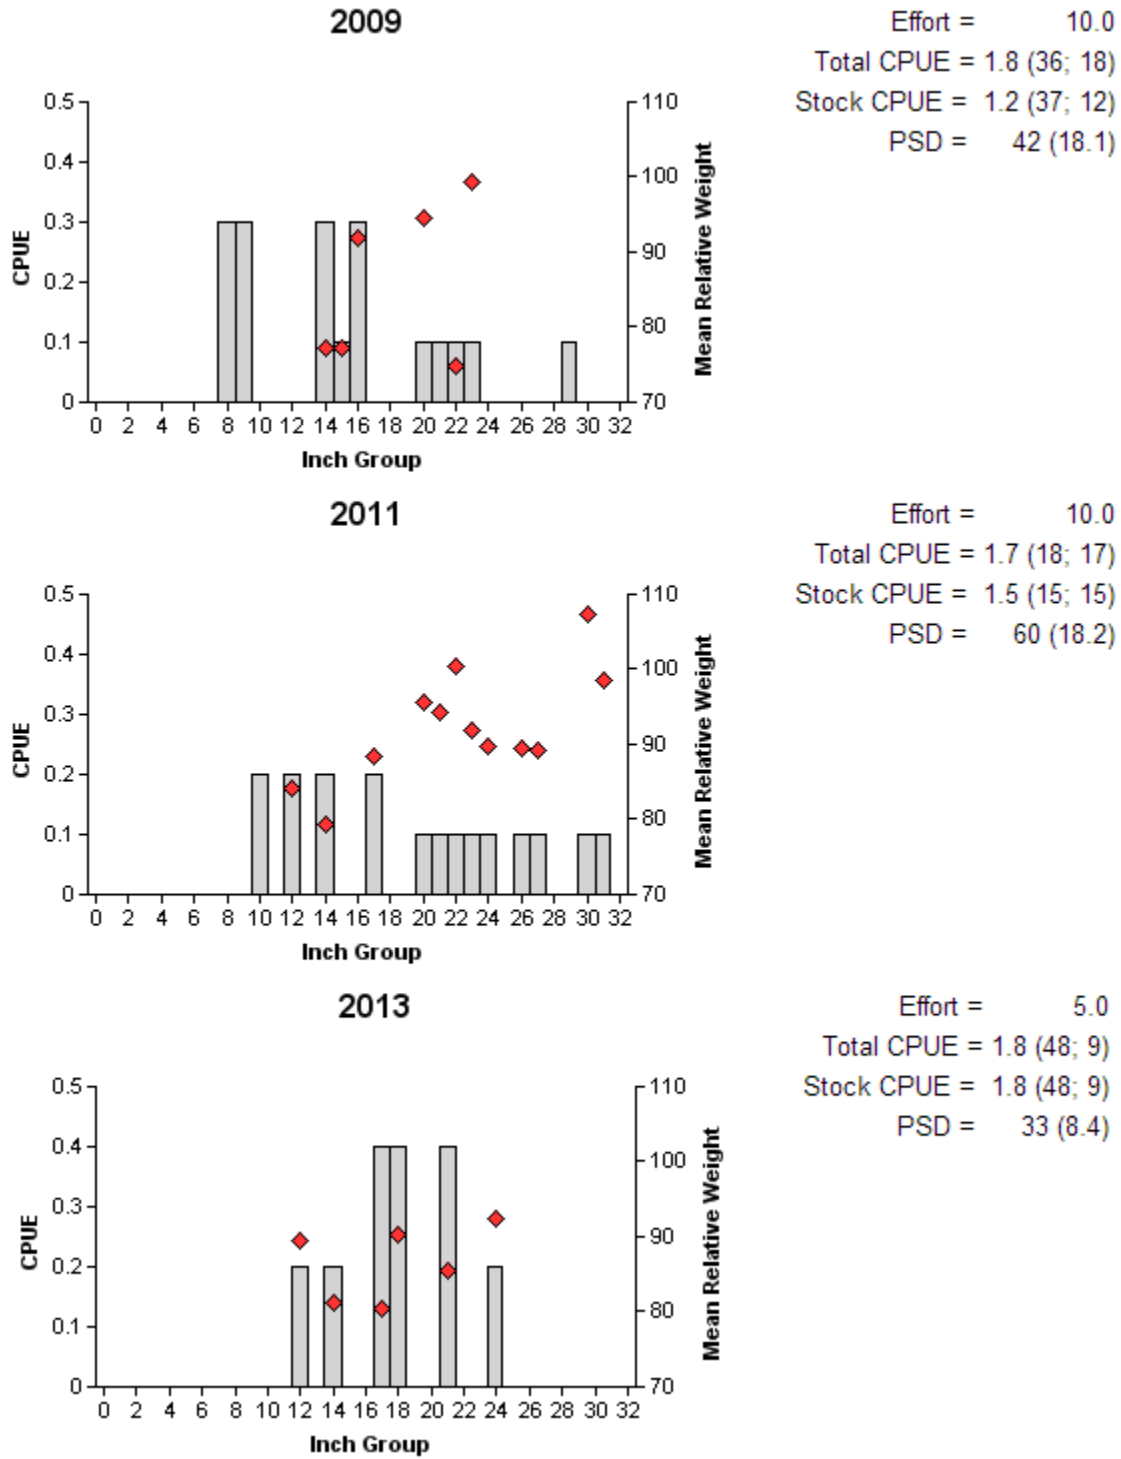 2009
Effort = 10.0
Total CPUE = 1.8 (36; 18)
Stock CPUE = 1.2 (37; 12)
PSD = 42 (18.1)
0.5
0.4
0.3
0.2
0.1
0
CPUE
110
100
90
80
70
Mean Relative Weight
0 2 4 6 8 10 12 14 16 18 20 22 24 26 28 30 32
Inch Group
2011
Effort = 10.0
Total CPUE = 1.7 (18; 17)
Stock CPUE = 1.5 (15; 15)
PSD = 60 (18.2)
0.5
0.4
0.3
0.2
0.1
0
CPUE
110
100
90
80
70
Mean Relative Weight
0 2 4 6 8 10 12 14 16 18 20 22 24 26 28 30 32
Inch Group
2013
Effort = 5.0
Total CPUE = 1.8 (48; 9)
Stock CPUE = 1.8 (48; 9)
PSD = 33 (8.4)
0.5
0.4
0.3
0.2
0.1
0
CPUE
110
100
90
80
70
Mean Relative Weight
0 2 4 6 8 10 12 14 16 18 20 22 24 26 28 30 32
Inch Group